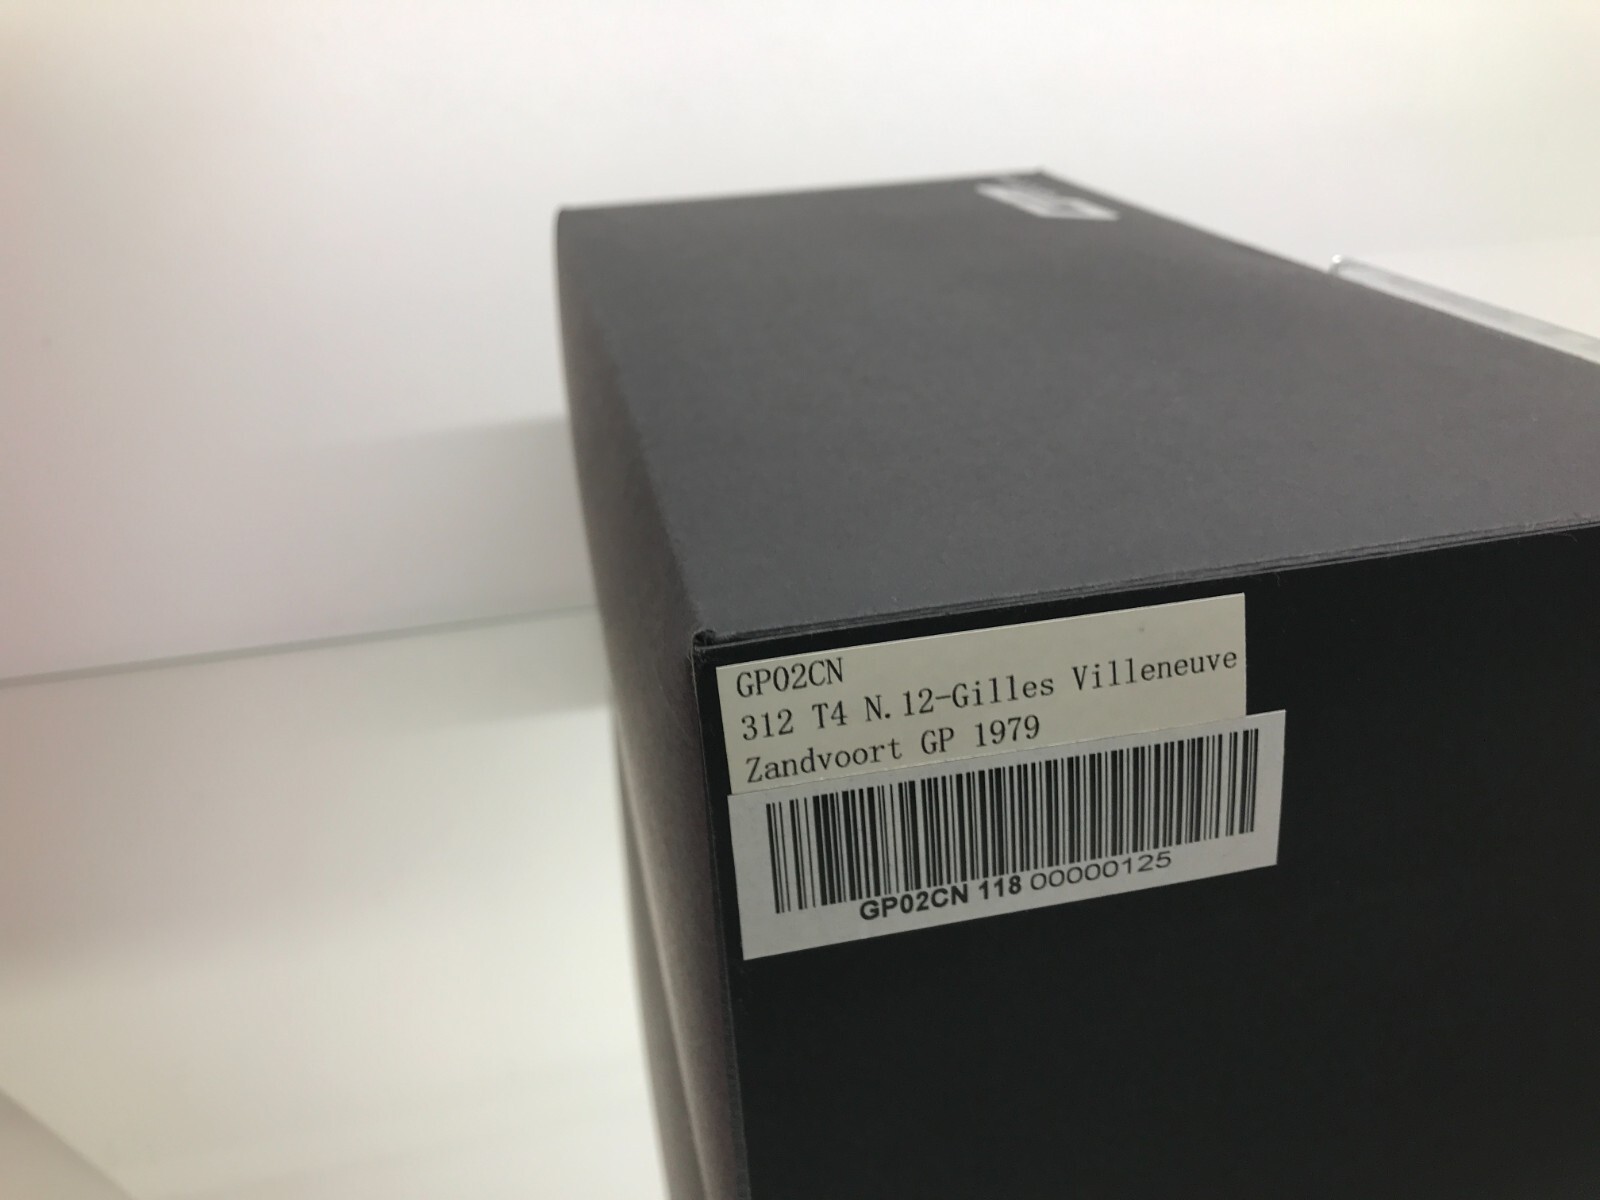 GP02CN
312 T4 N.12-Gilles Villeneuve
Zandvoort GP 1979
GP02CN 118 00000125